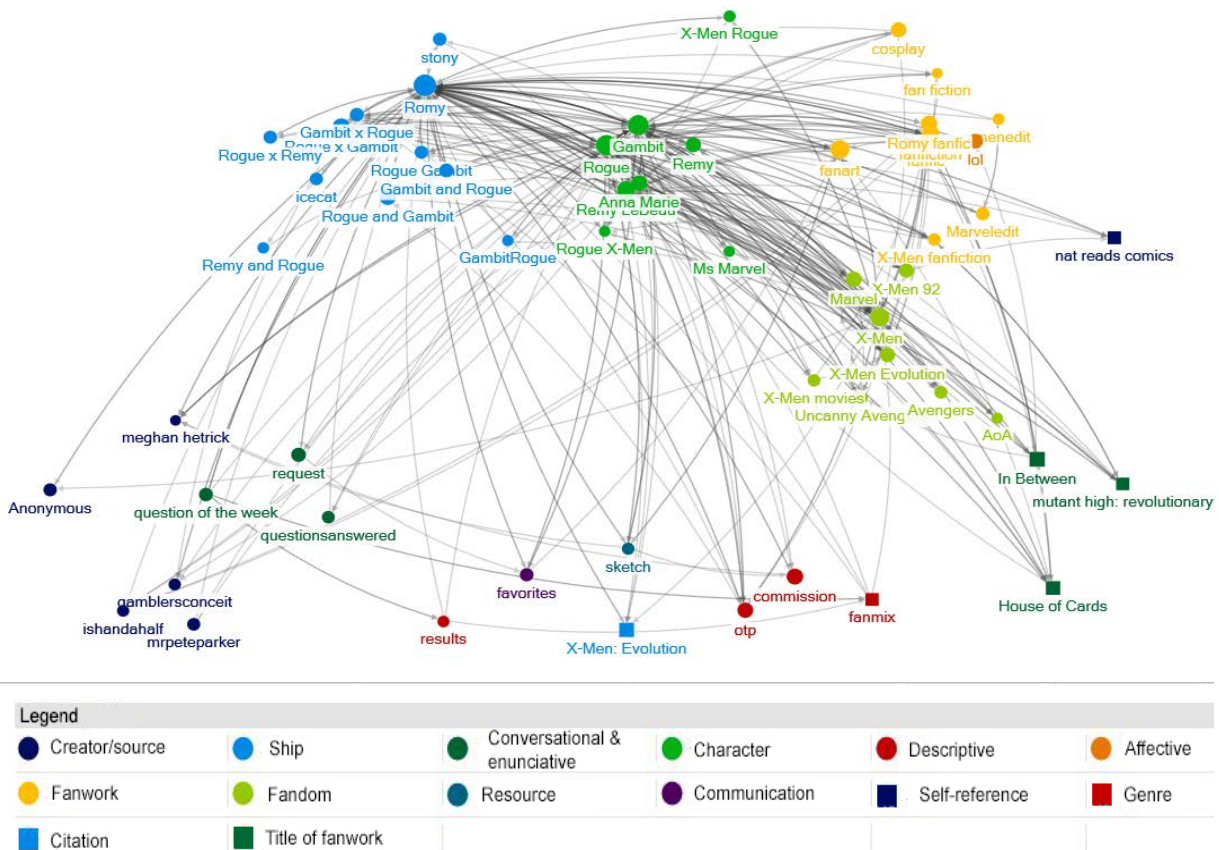 X-Men Rogue
cosplay
stony
fan fiction
Romy
Gambit x Rogue
Rogue x Gambit
Rogue x Remy
Gambit
Rogue
Remy
Romy fanfic
fanfiction
lol
fanart
Rogue Gambit
Gambit and Rogue
icecat
Rogue and Gambit
Anna Marie
Remy LeBeau
Marveledit
Rogue X-Men
GambitRogue
Remy and Rogue
Ms Marvel
X-Men fanfiction
nat reads comics
X-Men 92
Marvel
X-Men
X-Men Evolution
X-Men movies
Uncanny Aveng
Avengers
AoA
meghan hetrick
request
In Between
Anonymous
question of the week
mutant high: revolutionary
questionsanswered
sketch
favorites
commission
gamblersconceit
House of Cards
ishandahalf
mrpeteparker
results
X-Men: Evolution
otp
fanmix
Legend
Creator/source
Ship
Conversational &
enunciative
Character
Descriptive
Affective
Fanwork
Fandom
Resource
Communication
Self-reference
Genre
Citation
Title of fanwork